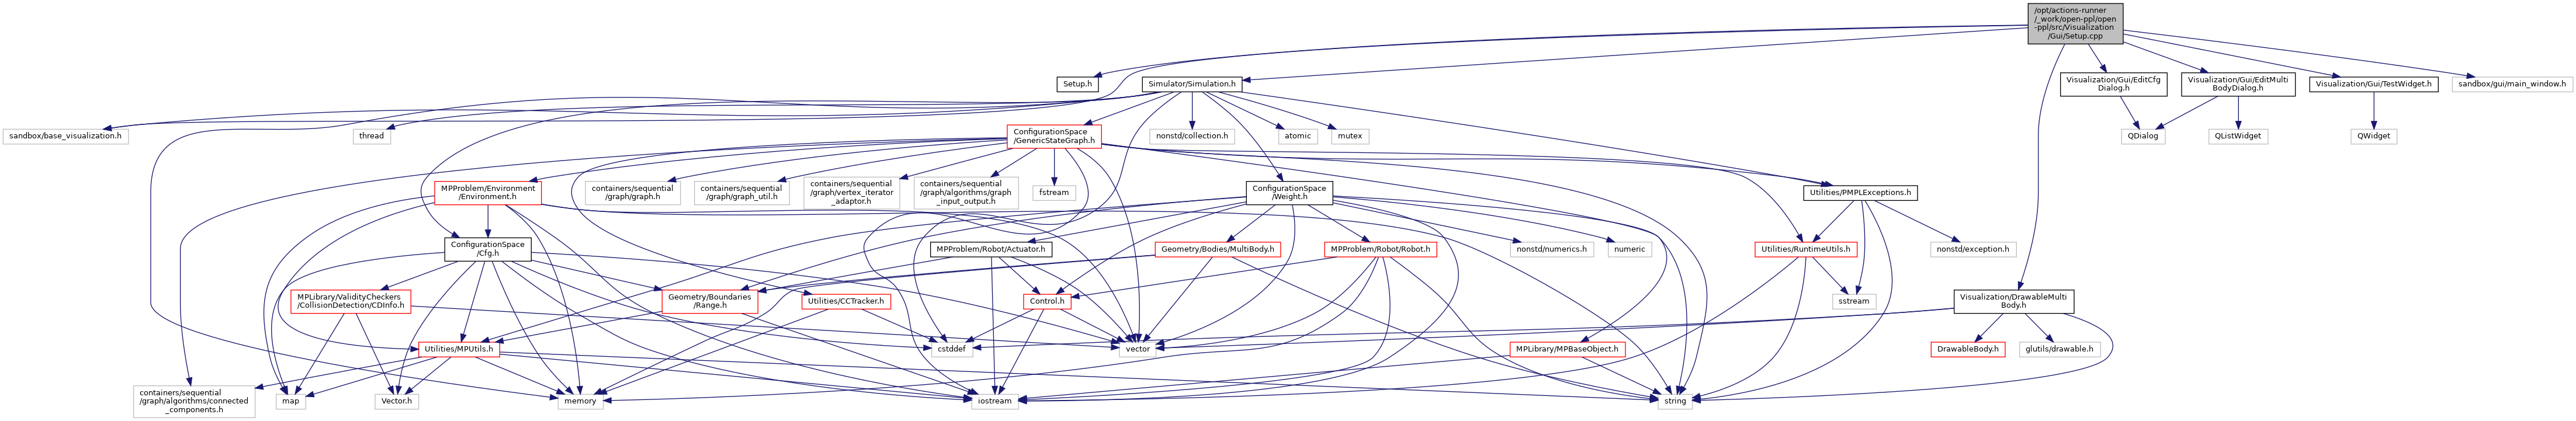 /opt/actions-runner
/_work/open-ppl/open
-ppl/src/Visualization
/Gui/Setup.cpp
Setup.h
Simulator/Simulation.h
Visualization/Gui/EditCfg
Dialog.h
Visualization/Gui/EditMulti
BodyDialog.h
Visualization/Gui/TestWidget.h
sandbox/gui/main_window.h
sandbox/base_visualization.h
thread
ConfigurationSpace
/GenericStateGraph.h
nonstd/collection.h
atomic
mutex
QDialog
QListWidget
QWidget
MPProblem/Environment
/Environment.h
containers/sequential
/graph/graph.h
containers/sequential
/graph/graph_util.h
containers/sequential
/graph/vertex_iterator
_adaptor.h
containers/sequential
/graph/algorithms/graph
_input_output.h
fstream
ConfigurationSpace
/Weight.h
Utilities/PMPLExceptions.h
ConfigurationSpace
/Cfg.h
MPProblem/Robot/Actuator.h
Geometry/Bodies/MultiBody.h
MPProblem/Robot/Robot.h
nonstd/numerics.h
numeric
Utilities/RuntimeUtils.h
nonstd/exception.h
MPLibrary/ValidityCheckers
/CollisionDetection/CDInfo.h
Geometry/Boundaries
/Range.h
Utilities/CCTracker.h
Control.h
sstream
Visualization/DrawableMulti
Body.h
Utilities/MPUtils.h
cstddef
vector
MPLibrary/MPBaseObject.h
DrawableBody.h
glutils/drawable.h
containers/sequential
/graph/algorithms/connected
_components.h
map
Vector.h
memory
iostream
string